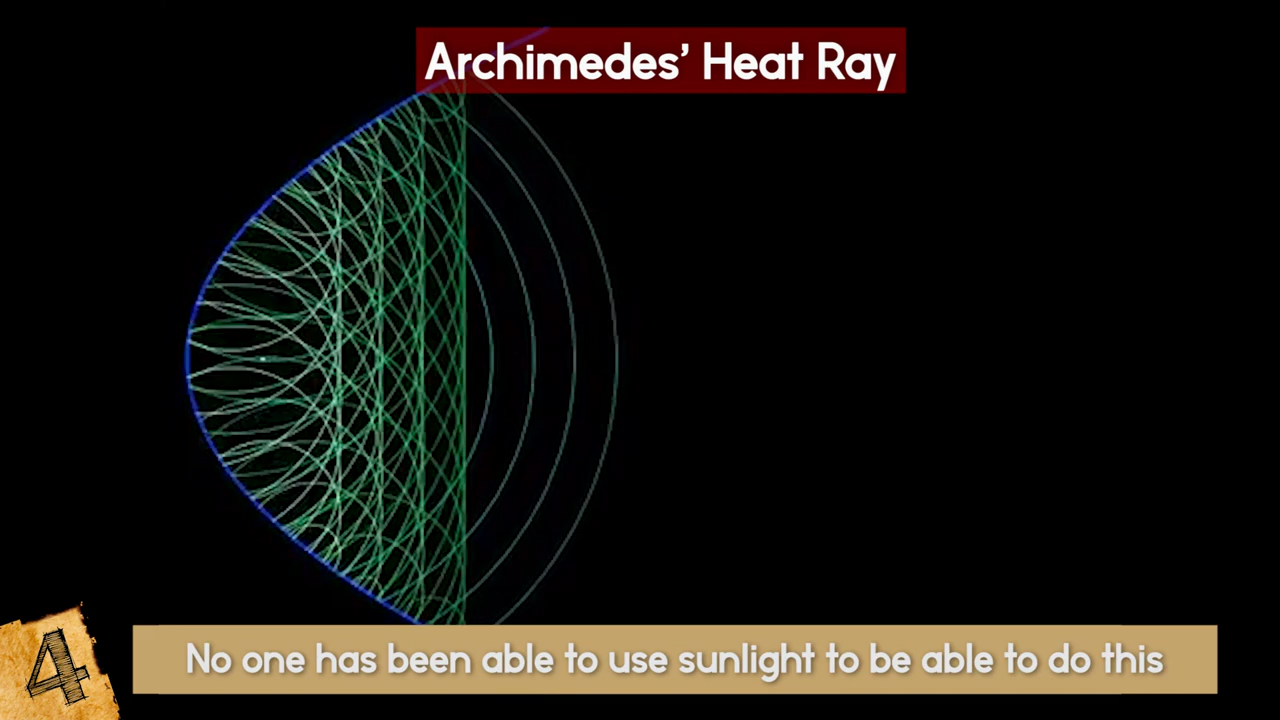 Archimedes’ Heat Ray
No one has been able to use sunlight to be able to do this
4